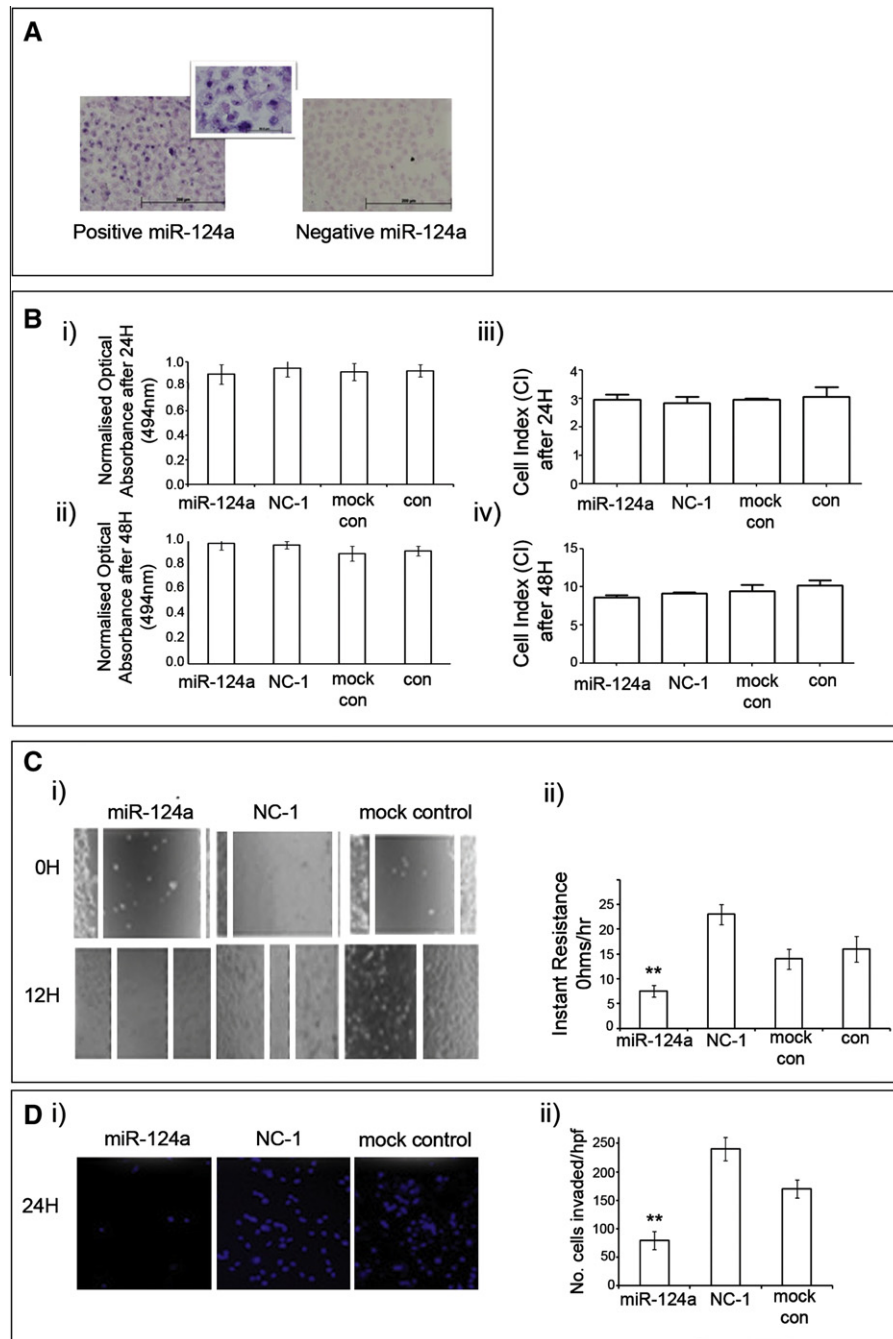 A
Positive miR-124a
Negative miR-124a
B
i)
Normalised Optical
Absorbance after 24H
(494nm)
1.0
0.8
0.6
0.4
0.2
0.0
miR-124a NC-1 mock con
con
ii)
Normalised Optical
Absorbance after 48H
(494nm)
1.0
0.8
0.6
0.4
0.2
0.0
miR-124a NC-1 mock con
con
iii)
Cell Index (CI)
after 24H
4
3
2
1
0
miR-124a NC-1 mock con
con
iv)
Cell Index (CI)
after 48H
15
10
5
0
miR-124a NC-1 mock con
con
C
i)
miR-124a NC-1 mock control
0H
12H
ii)
Instant Resistance
0hms/hr
25
20
15
10
5
0
**
miR-124a NC-1 mock con
con
D
i)
miR-124a NC-1 mock control
24H
ii)
No. cells invaded/hpf
250
200
150
100
50
0
**
miR-124a NC-1 mock
con